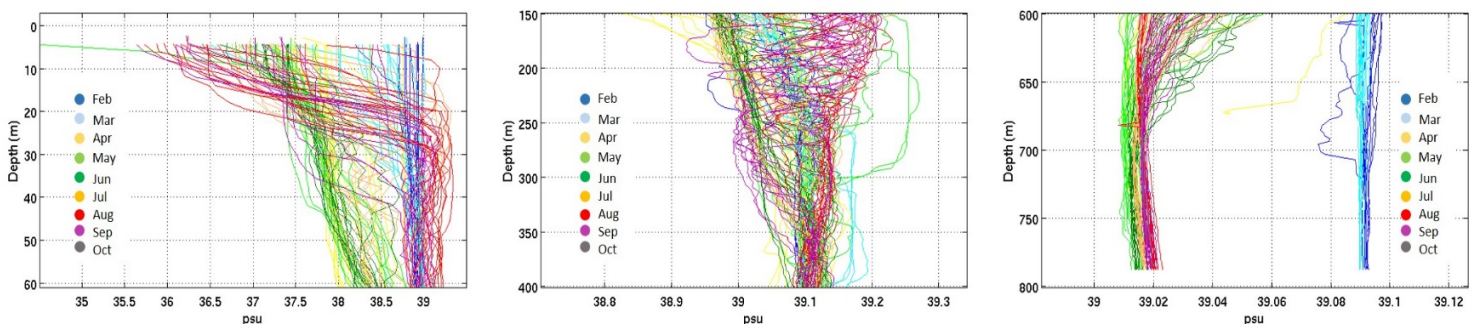 0
10
20
30
40
50
60
Depth (m)
Feb
Mar
Apr
May
Jun
Jul
Aug
Sep
Oct
35 35.5 36 36.5 37 37.5 38 38.5 39
psu
150
200
250
300
350
400
Depth (m)
Feb
Mar
Apr
May
Jun
Jul
Aug
Sep
Oct
38.8 38.9 39 39.1 39.2 39.3
psu
600
650
700
750
800
Depth (m)
Feb
Mar
Apr
May
Jun
Jul
Aug
Sep
Oct
39 39.02 39.04 39.06 39.08 39.1 39.12
psu